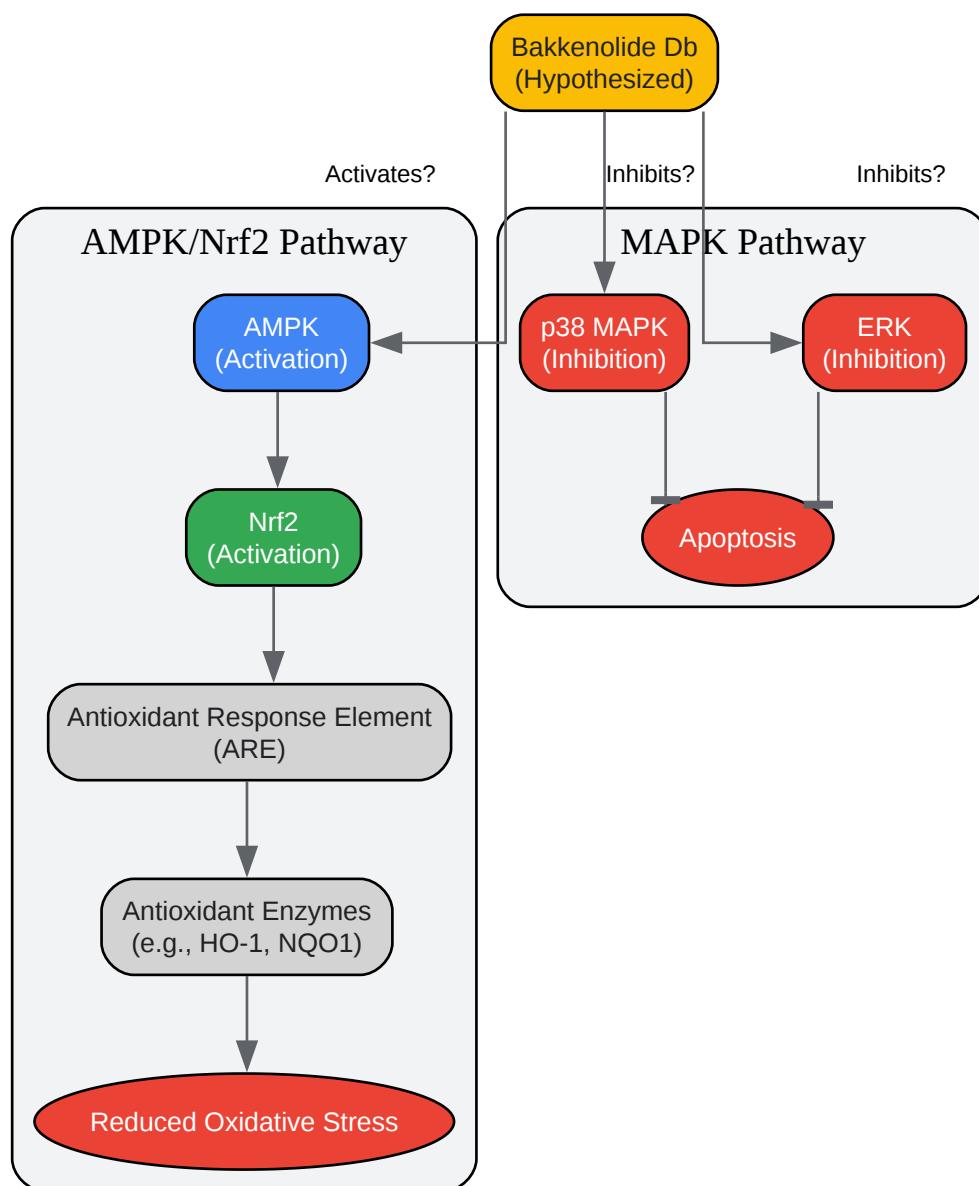 Bakkenolide Db
(Hypothesized)
Activates?
Inhibits?
Inhibits?
AMPK/Nrf2 Pathway
MAPK Pathway
AMPK
(Activation)
p38 MAPK
(Inhibition)
ERK
(Inhibition)
Nrf2
(Activation)
Apoptosis
Antioxidant Response Element
(ARE)
Antioxidant Enzymes
(e.g., HO-1, NQO1)
Reduced Oxidative Stress